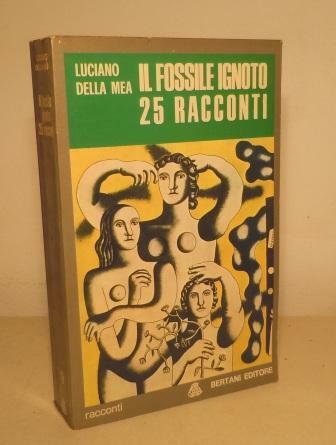 LUCIANO
DELLA MEA
IL FOSSILE IGNOTO
25 RACCONTI
racconti
BERTANI EDITORE